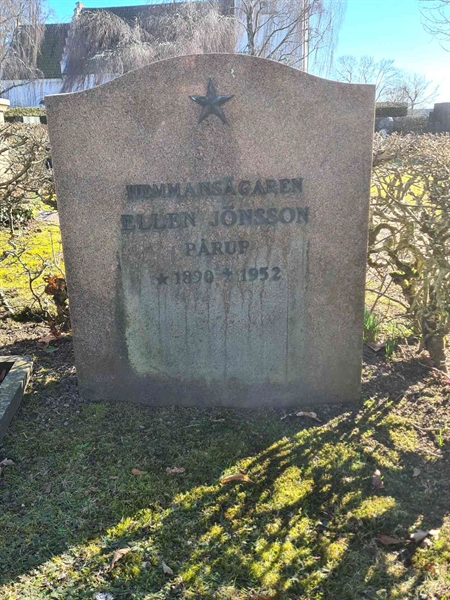 HEMMANSÄGAREN
ELLEN JÖNSSON
PÅRUP
★ 1890 † 1952